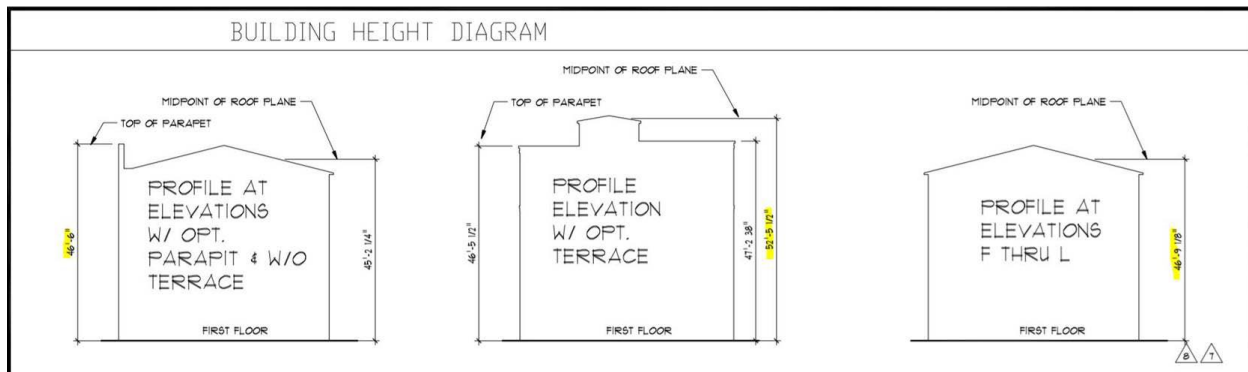 BUILDING HEIGHT DIAGRAM
MIDPOINT OF ROOF PLANE
TOP OF PARAPET
46'-6"
PROFILE AT
ELEVATIONS
W/ OPT.
PARAPIT & W/O
TERRACE
45'-2 1/4"
FIRST FLOOR
MIDPOINT OF ROOF PLANE
TOP OF PARAPET
46'-5 1/2"
PROFILE
ELEVATION
W/ OPT.
TERRACE
47'-2 38"
52'-5 1/2"
FIRST FLOOR
MIDPOINT OF ROOF PLANE
PROFILE AT
ELEVATIONS
F THRU L
46'-9 1/8"
FIRST FLOOR
8 7